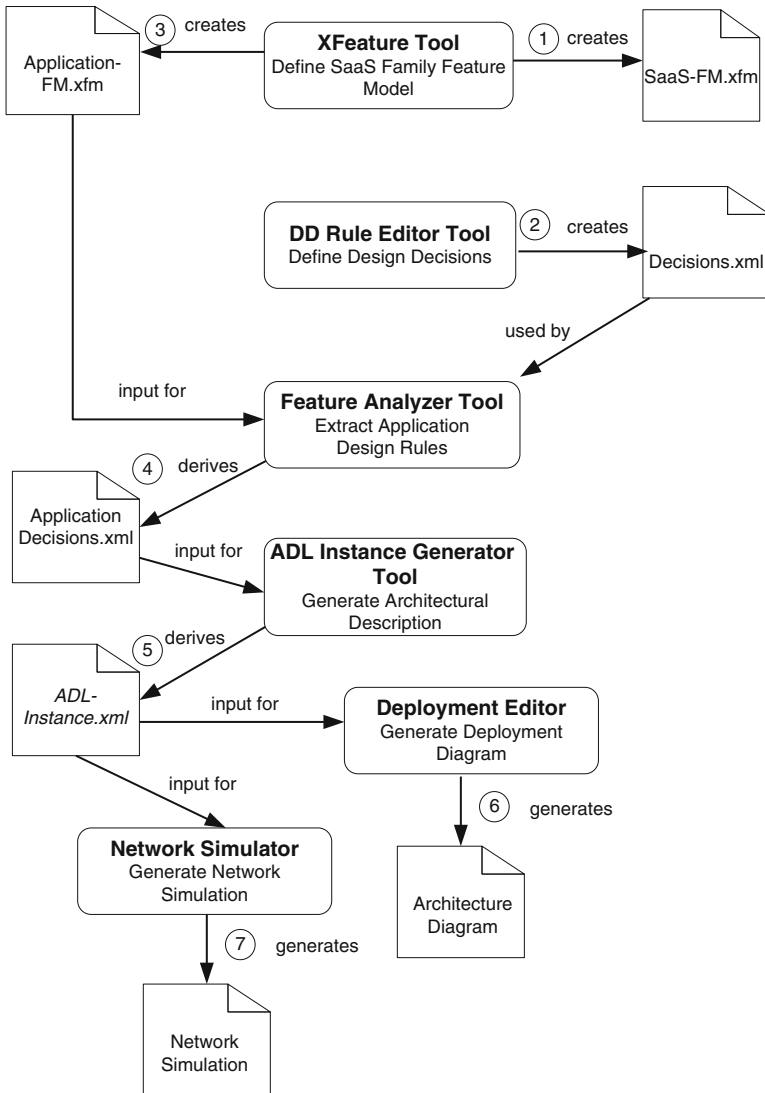 3
creates
XFeature Tool
Define SaaS Family Feature
Model
1
creates
Application-
FM.xfm
SaaS-FM.xfm
DD Rule Editor Tool
Define Design Decisions
2
creates
Decisions.xml
used by
input for
Feature Analyzer Tool
Extract Application
Design Rules
4
derives
Application
Decisions.xml
input for
ADL Instance Generator
Tool
Generate Architectural
Description
5
derives
ADL-
Instance.xml
input for
Deployment Editor
Generate Deployment
Diagram
input for
6
generates
Network Simulator
Generate Network
Simulation
Architecture
Diagram
7
generates
Network
Simulation